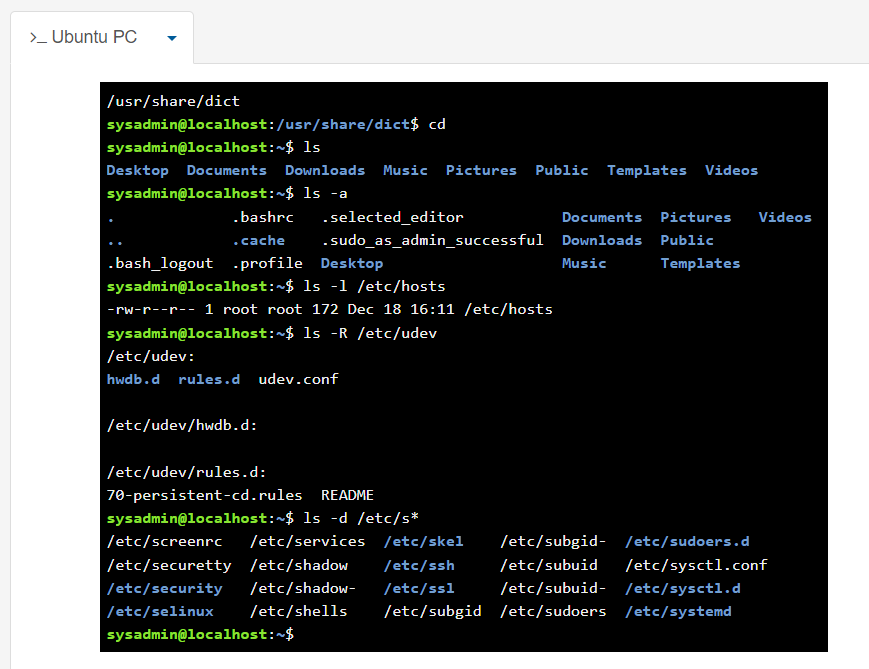 >_ Ubuntu PC
/usr/share/dict
sysadmin@localhost:/usr/share/dict$ cd
sysadmin@localhost:~$ ls
Desktop  Documents  Downloads  Music  Pictures  Public  Templates  Videos
sysadmin@localhost:~$ ls -a
.             .bashrc   .selected_editor           Documents  Pictures   Videos
..            .cache    .sudo_as_admin_successful  Downloads  Public
.bash_logout  .profile  Desktop                    Music      Templates
sysadmin@localhost:~$ ls -l /etc/hosts
-rw-r--r-- 1 root root 172 Dec 18 16:11 /etc/hosts
sysadmin@localhost:~$ ls -R /etc/udev
/etc/udev:
hwdb.d  rules.d  udev.conf
/etc/udev/hwdb.d:
/etc/udev/rules.d:
70-persistent-cd.rules  README
sysadmin@localhost:~$ ls -d /etc/s*
/etc/screenrc   /etc/services  /etc/skel    /etc/subgid-  /etc/sudoers.d
/etc/securetty  /etc/shadow    /etc/ssh     /etc/subuid   /etc/sysctl.conf
/etc/security   /etc/shadow-   /etc/ssl     /etc/subuid-  /etc/sysctl.d
/etc/selinux    /etc/shells    /etc/subgid  /etc/sudoers  /etc/systemd
sysadmin@localhost:~$